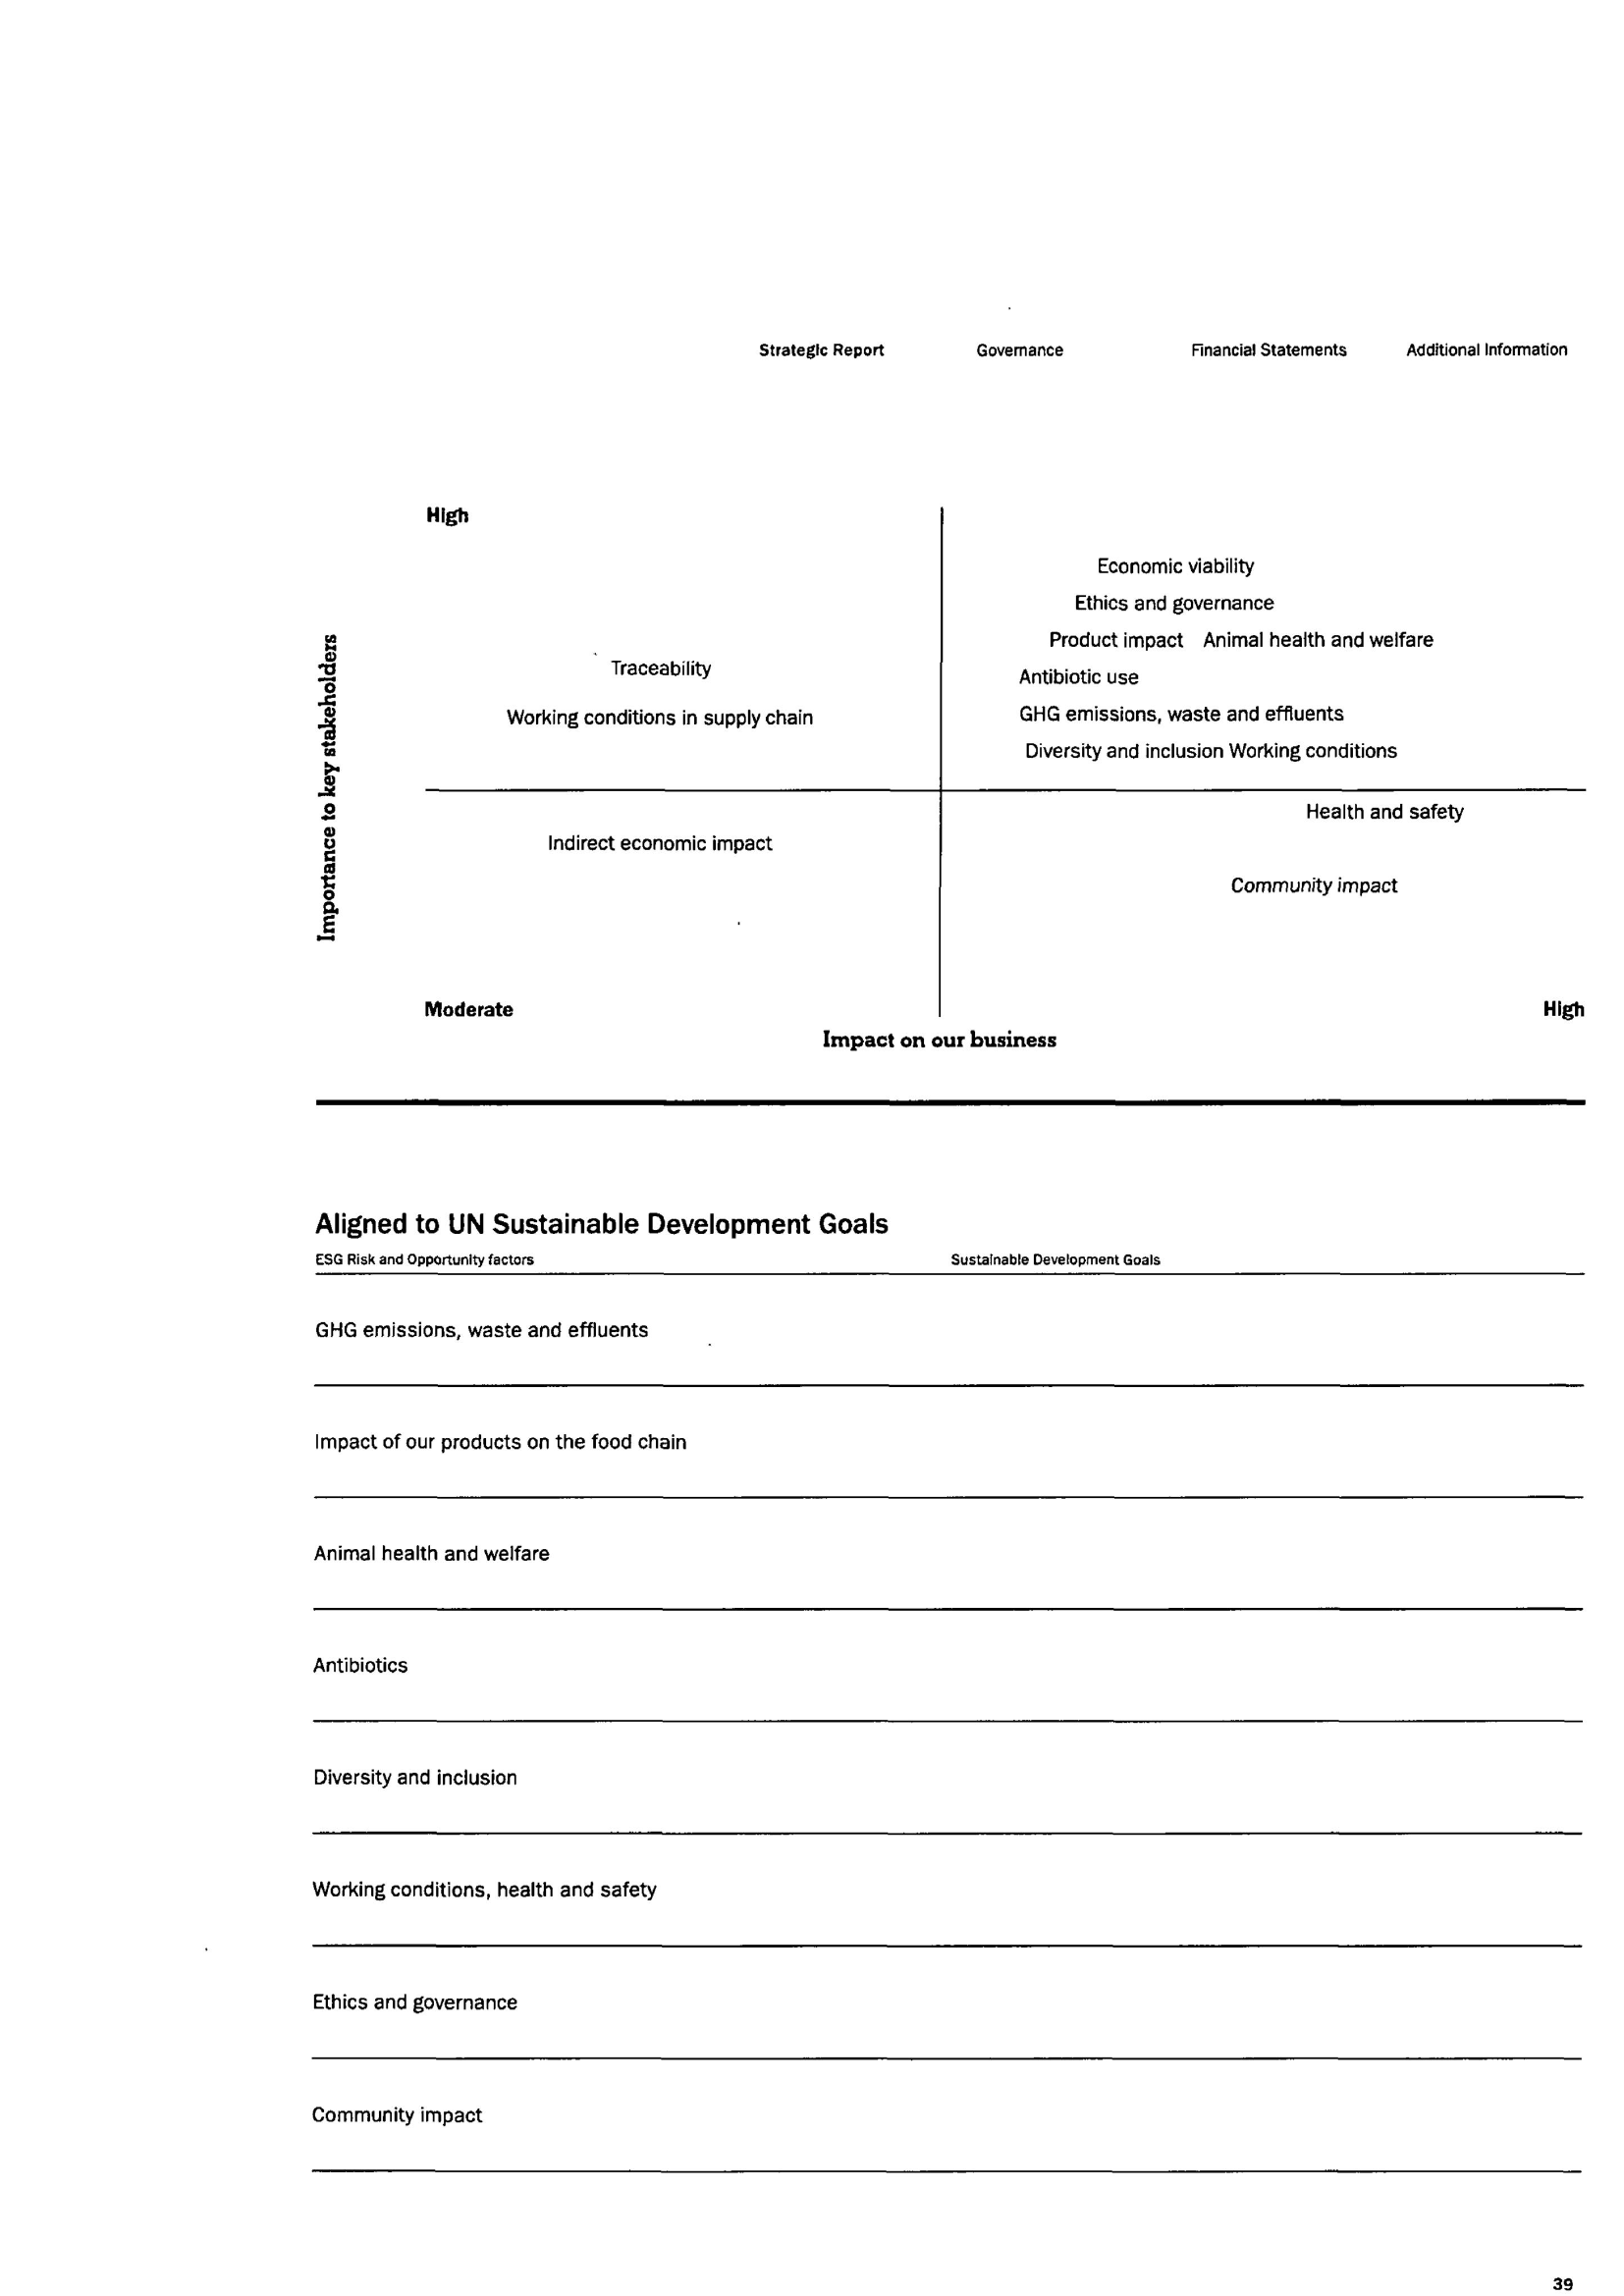 Strategic Report Governance Financial Statements Additional Information
High
Economic viability
Ethics and governance
Product impact Animal health and welfare
Traceability
Antibiotic use
Working conditions in supply chain
GHG emissions, waste and effluents
Diversity and inclusion Working conditions
Importance to key stakeholders
Health and safety
Indirect economic impact
Community impact
Moderate
High
Impact on our business
Aligned to UN Sustainable Development Goals
ESG Risk and Opportunity factors Sustainable Development Goals
GHG emissions, waste and effluents
Impact of our products on the food chain
Animal health and welfare
Antibiotics
Diversity and inclusion
Working conditions, health and safety
Ethics and governance
Community impact
39